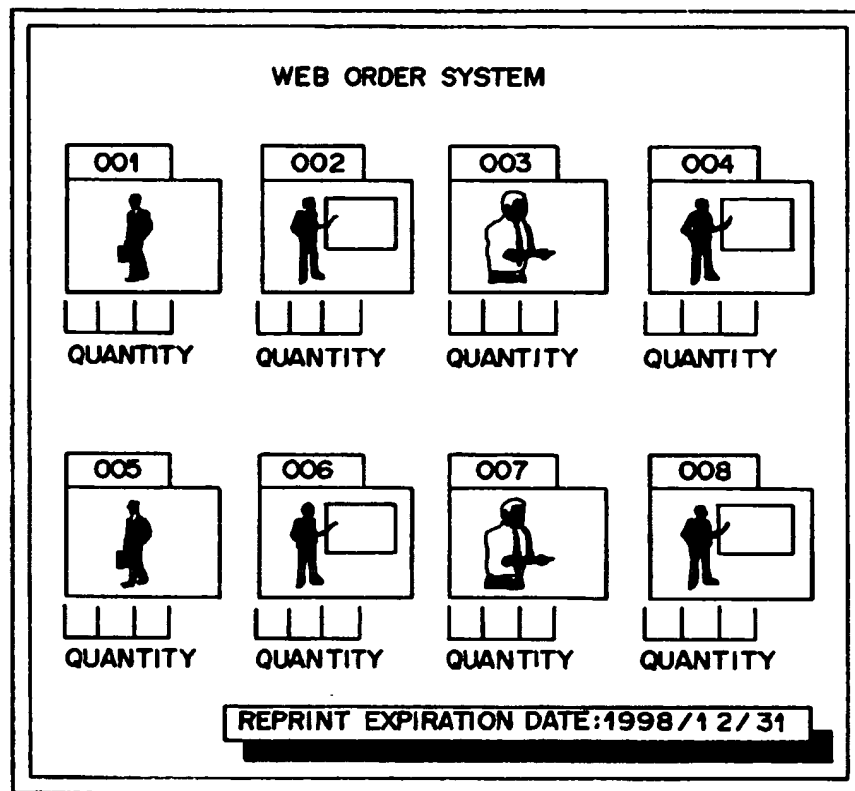 WEB ORDER SYSTEM
001 002 003 004
QUANTITY QUANTITY QUANTITY QUANTITY
005 006 007 008
QUANTITY QUANTITY QUANTITY QUANTITY
REPRINT EXPIRATION DATE:1998/12/31